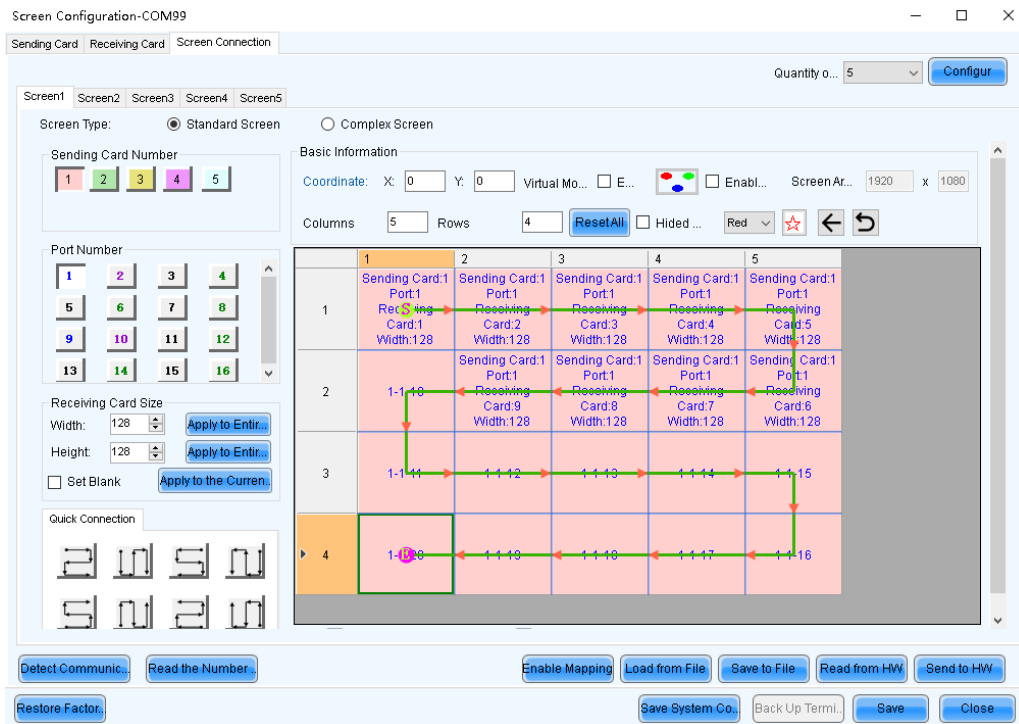 Screen Configuration-COM99
Sending Card Receiving Card Screen Connection
Quantity o... 5 Configur
Screen1 Screen2 Screen3 Screen4 Screen5
Screen Type: Standard Screen Complex Screen
Sending Card Number
1 2 3 4 5
Basic Information
Coordinate: X: 0 Y: 0 Virtual Mo... E... Enabl... Screen Ar... 1920 x 1080
Columns 5 Rows 4 ResetAll Hided ... Red
Port Number
1 2 3 4
5 6 7 8
9 10 11 12
13 14 15 16
Receiving Card Size
Width: 128 Apply to Entir...
Height: 128 Apply to Entir...
Set Blank Apply to the Curren..
Quick Connection
1 2 3 4 5
1
Sending Card:1 Sending Card:1 Sending Card:1 Sending Card:1 Sending Card:1
Port:1 Port:1 Port:1 Port:1 Port:1
Receiving Receiving Receiving Receiving Receiving
Card:1 Card:2 Card:3 Card:4 Card:5
Width:128 Width:128 Width:128 Width:128 Width:128
S
2
Sending Card:1 Sending Card:1 Sending Card:1 Sending Card:1
Port:1 Port:1 Port:1 Port:1
1-1-10 Receiving Receiving Receiving Receiving
Card:9 Card:8 Card:7 Card:6
Width:128 Width:128 Width:128 Width:128
3 1-1-11 1-1-12 1-1-13 1-1-14 1-1-15
4 1-1-20 1-1-19 1-1-18 1-1-17 1-1-16
E
Detect Communic.. Read the Number .. Enable Mapping Load from File Save to File Read from HW Send to HW
Restore Factor.. Save System Co.. Back Up Termi.. Save Close